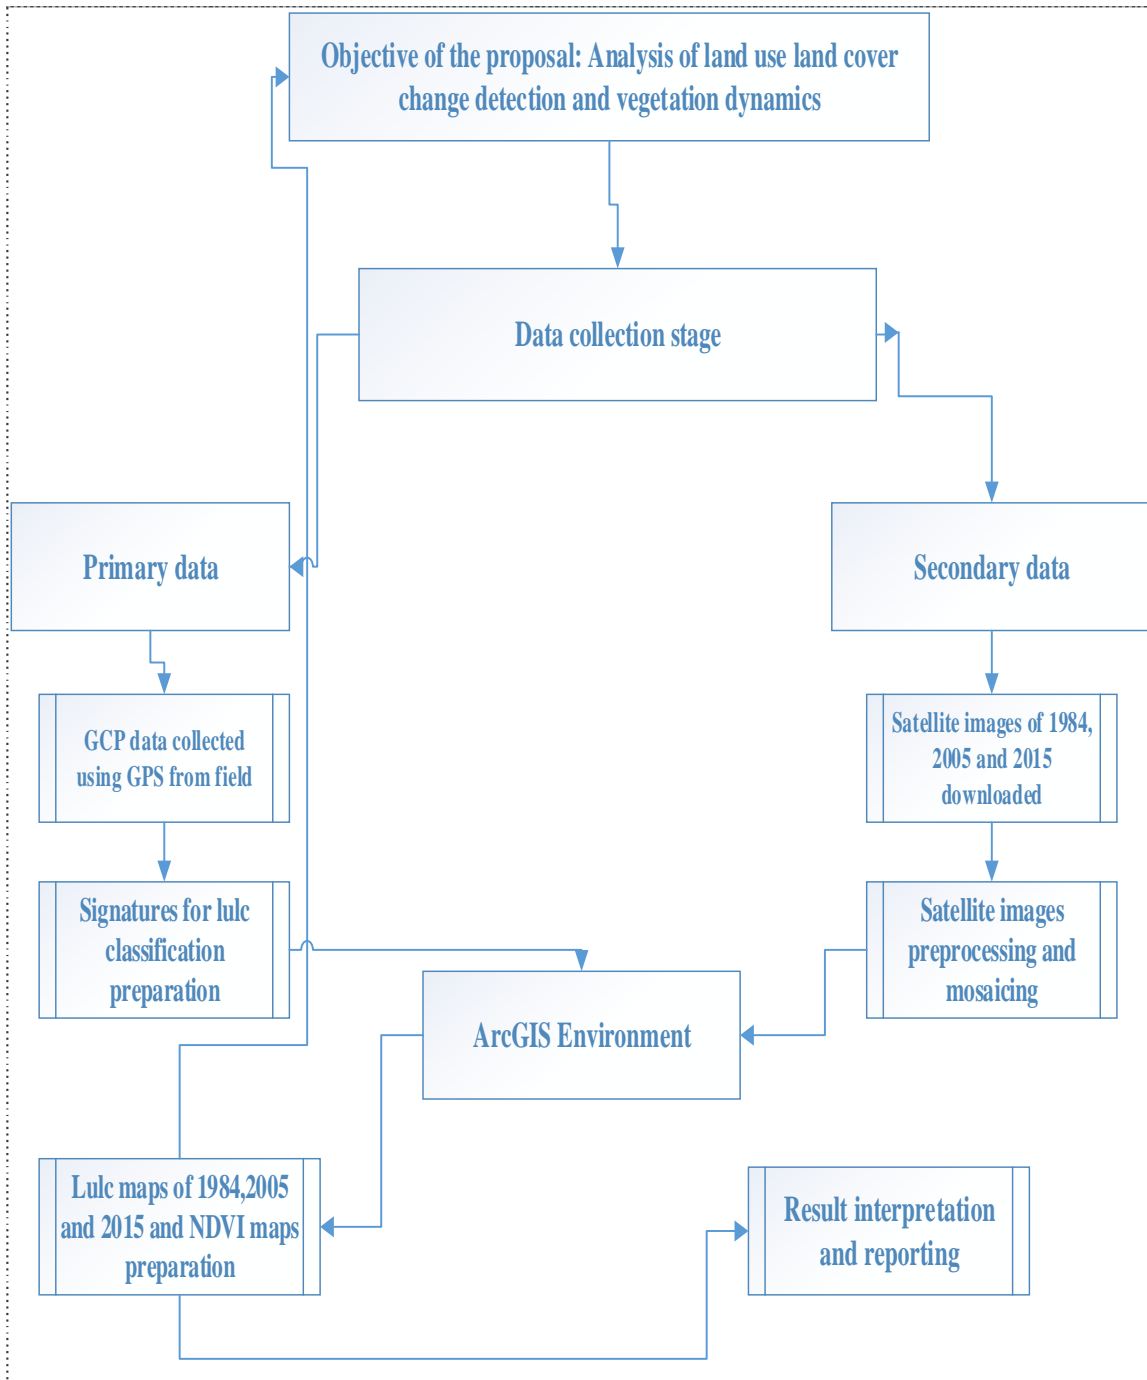 Objective of the proposal: Analysis of land use land cover
change detection and vegetation dynamics
Data collection stage
Primary data
Secondary data
GCP data collected
using GPS from field
Satellite images of 1984,
2005 and 2015
downloaded
Signatures for lulc
classification
preparation
Satellite images
preprocessing and
mosaicing
ArcGIS Environment
Lulc maps of 1984,2005
and 2015 and NDVI maps
preparation
Result interpretation
and reporting